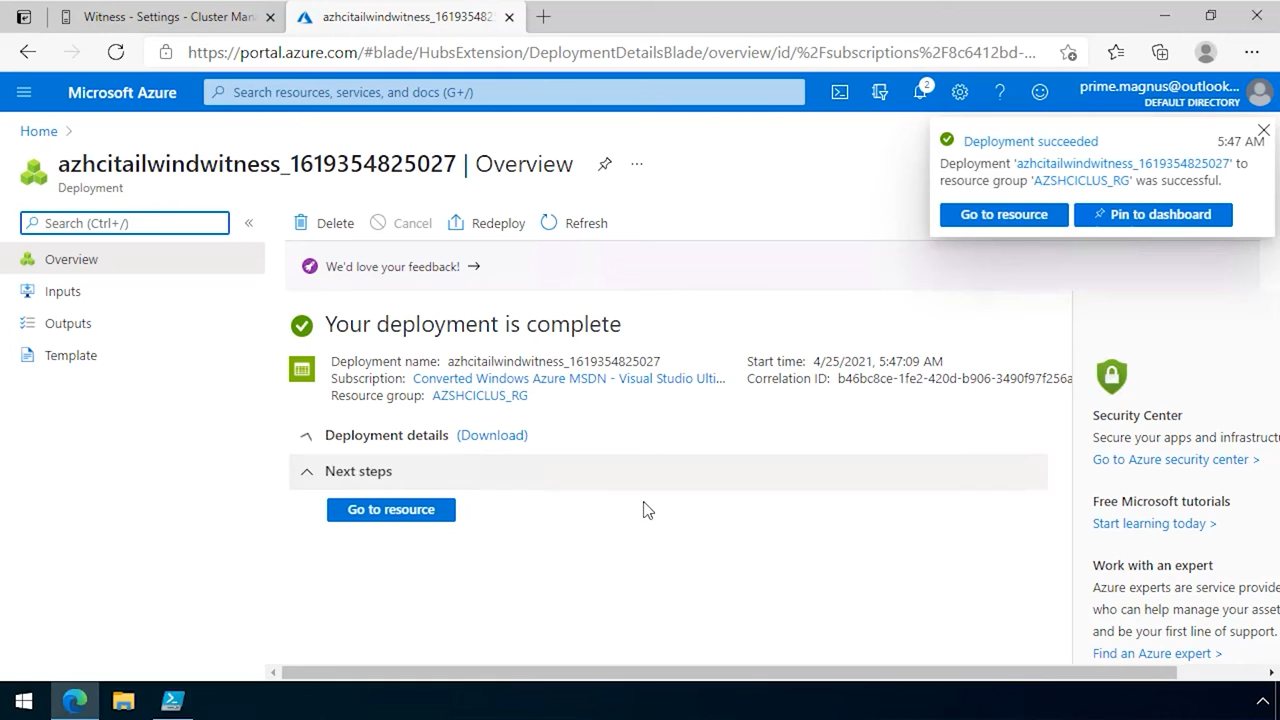 Witness - Settings - Cluster Man
azhcitailwindwitness_161935482
https://portal.azure.com/#blade/HubsExtension/DeploymentDetailsBlade/overview/id/%2Fsubscriptions%2F8c6412bd-...
Microsoft Azure
Search resources, services, and docs (G+/)
2
prime.magnus@outlook...
DEFAULT DIRECTORY
Home
Deployment succeeded
5:47 AM
Deployment 'azhcitailwindwitness_1619354825027' to
resource group 'AZSHCICLUS_RG' was successful.
Go to resource
Pin to dashboard
azhcitailwindwitness_1619354825027 | Overview
...
Deployment
Search (Ctrl+/)
«
Delete
Cancel
Redeploy
Refresh
Overview
Inputs
Outputs
Template
We'd love your feedback! →
Your deployment is complete
Deployment name: azhcitailwindwitness_1619354825027
Subscription: Converted Windows Azure MSDN - Visual Studio Ulti...
Resource group: AZSHCICLUS_RG
Start time: 4/25/2021, 5:47:09 AM
Correlation ID: b46bc8ce-1fe2-420d-b906-3490f97f256a
Deployment details (Download)
Next steps
Go to resource
Security Center
Secure your apps and infrastruct
Go to Azure security center >
Free Microsoft tutorials
Start learning today >
Work with an expert
Azure experts are service provide
who can help manage your asset
and be your first line of support.
Find an Azure expert >